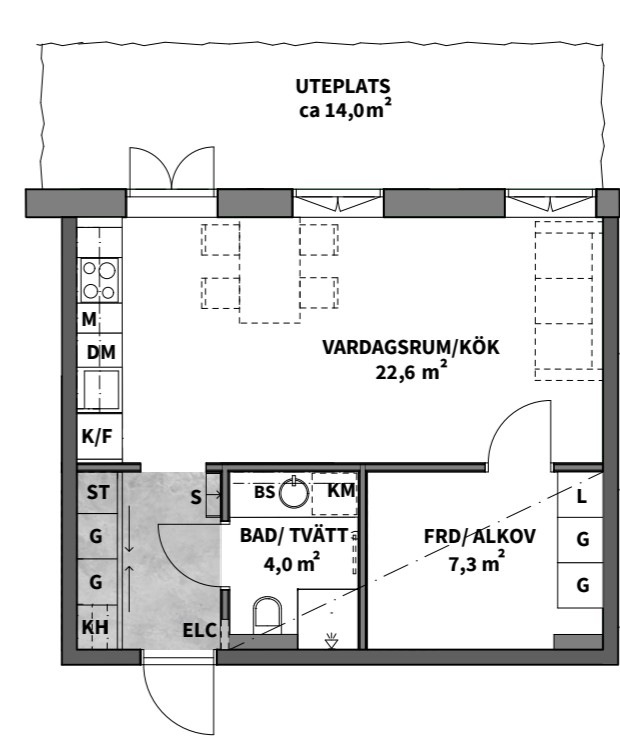 UTEPLATS
ca 14,0m²
M
DM
K/F
VARDAGSRUM/KÖK
22,6 m²
ST
G
G
KH
S
ELC
BS
KM
BAD/ TVÄTT
4,0 m²
FRD/ ALKOV
7,3 m²
L
G
G